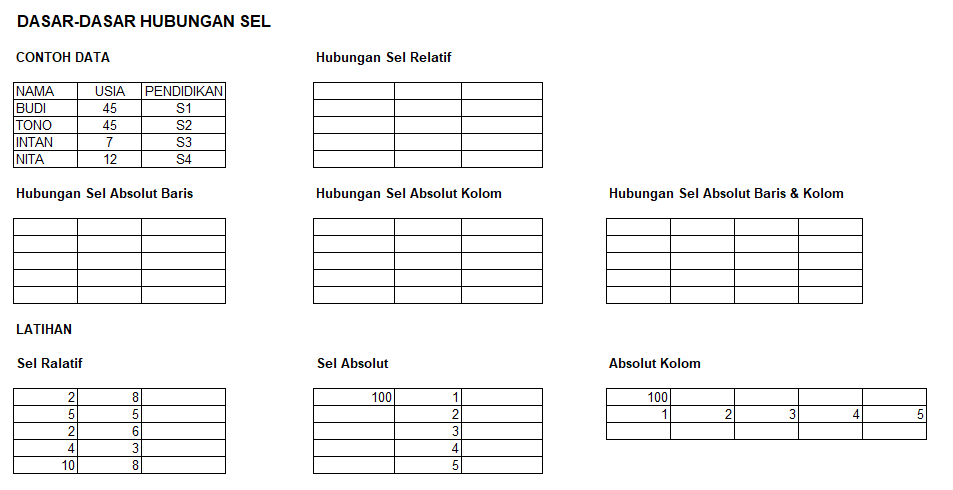 DASAR-DASAR HUBUNGAN SEL
CONTOH DATA
Hubungan Sel Relatif
NAMA USIA PENDIDIKAN
BUDI 45 S1
TONO 45 S2
INTAN 7 S3
NITA 12 S4
Hubungan Sel Absolut Baris
Hubungan Sel Absolut Kolom
Hubungan Sel Absolut Baris & Kolom
LATIHAN
Sel Ralatif
2 8
5 5
2 6
4 3
10 8
Sel Absolut
100 1
2
3
4
5
Absolut Kolom
100
1 2 3 4 5